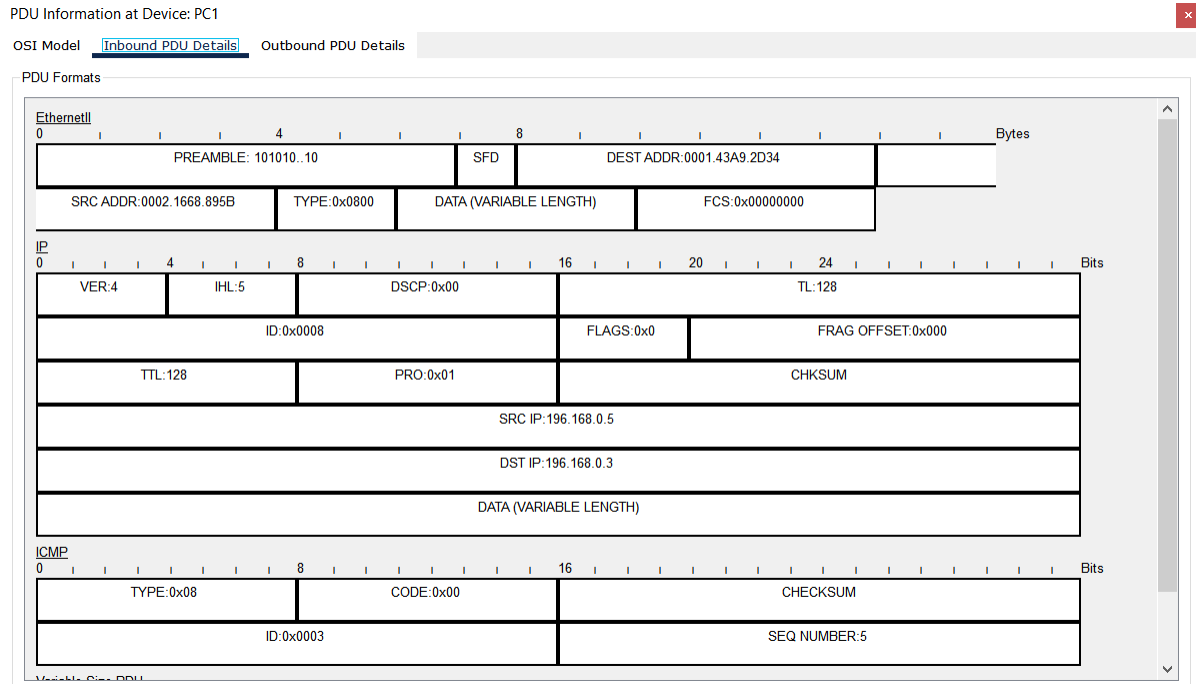 PDU Information at Device: PC1
OSI Model Inbound PDU Details Outbound PDU Details
PDU Formats
EthernetII
0 4 8 Bytes
PREAMBLE: 101010..10 SFD DEST ADDR:0001.43A9.2D34
SRC ADDR:0002.1668.895B TYPE:0x0800 DATA (VARIABLE LENGTH) FCS:0x00000000
IP
0 4 8 16 20 24 Bits
VER:4 IHL:5 DSCP:0x00 TL:128
ID:0x0008 FLAGS:0x0 FRAG OFFSET:0x000
TTL:128 PRO:0x01 CHKSUM
SRC IP:196.168.0.5
DST IP:196.168.0.3
DATA (VARIABLE LENGTH)
ICMP
0 8 16 Bits
TYPE:0x08 CODE:0x00 CHECKSUM
ID:0x0003 SEQ NUMBER:5
Variable Size PDU